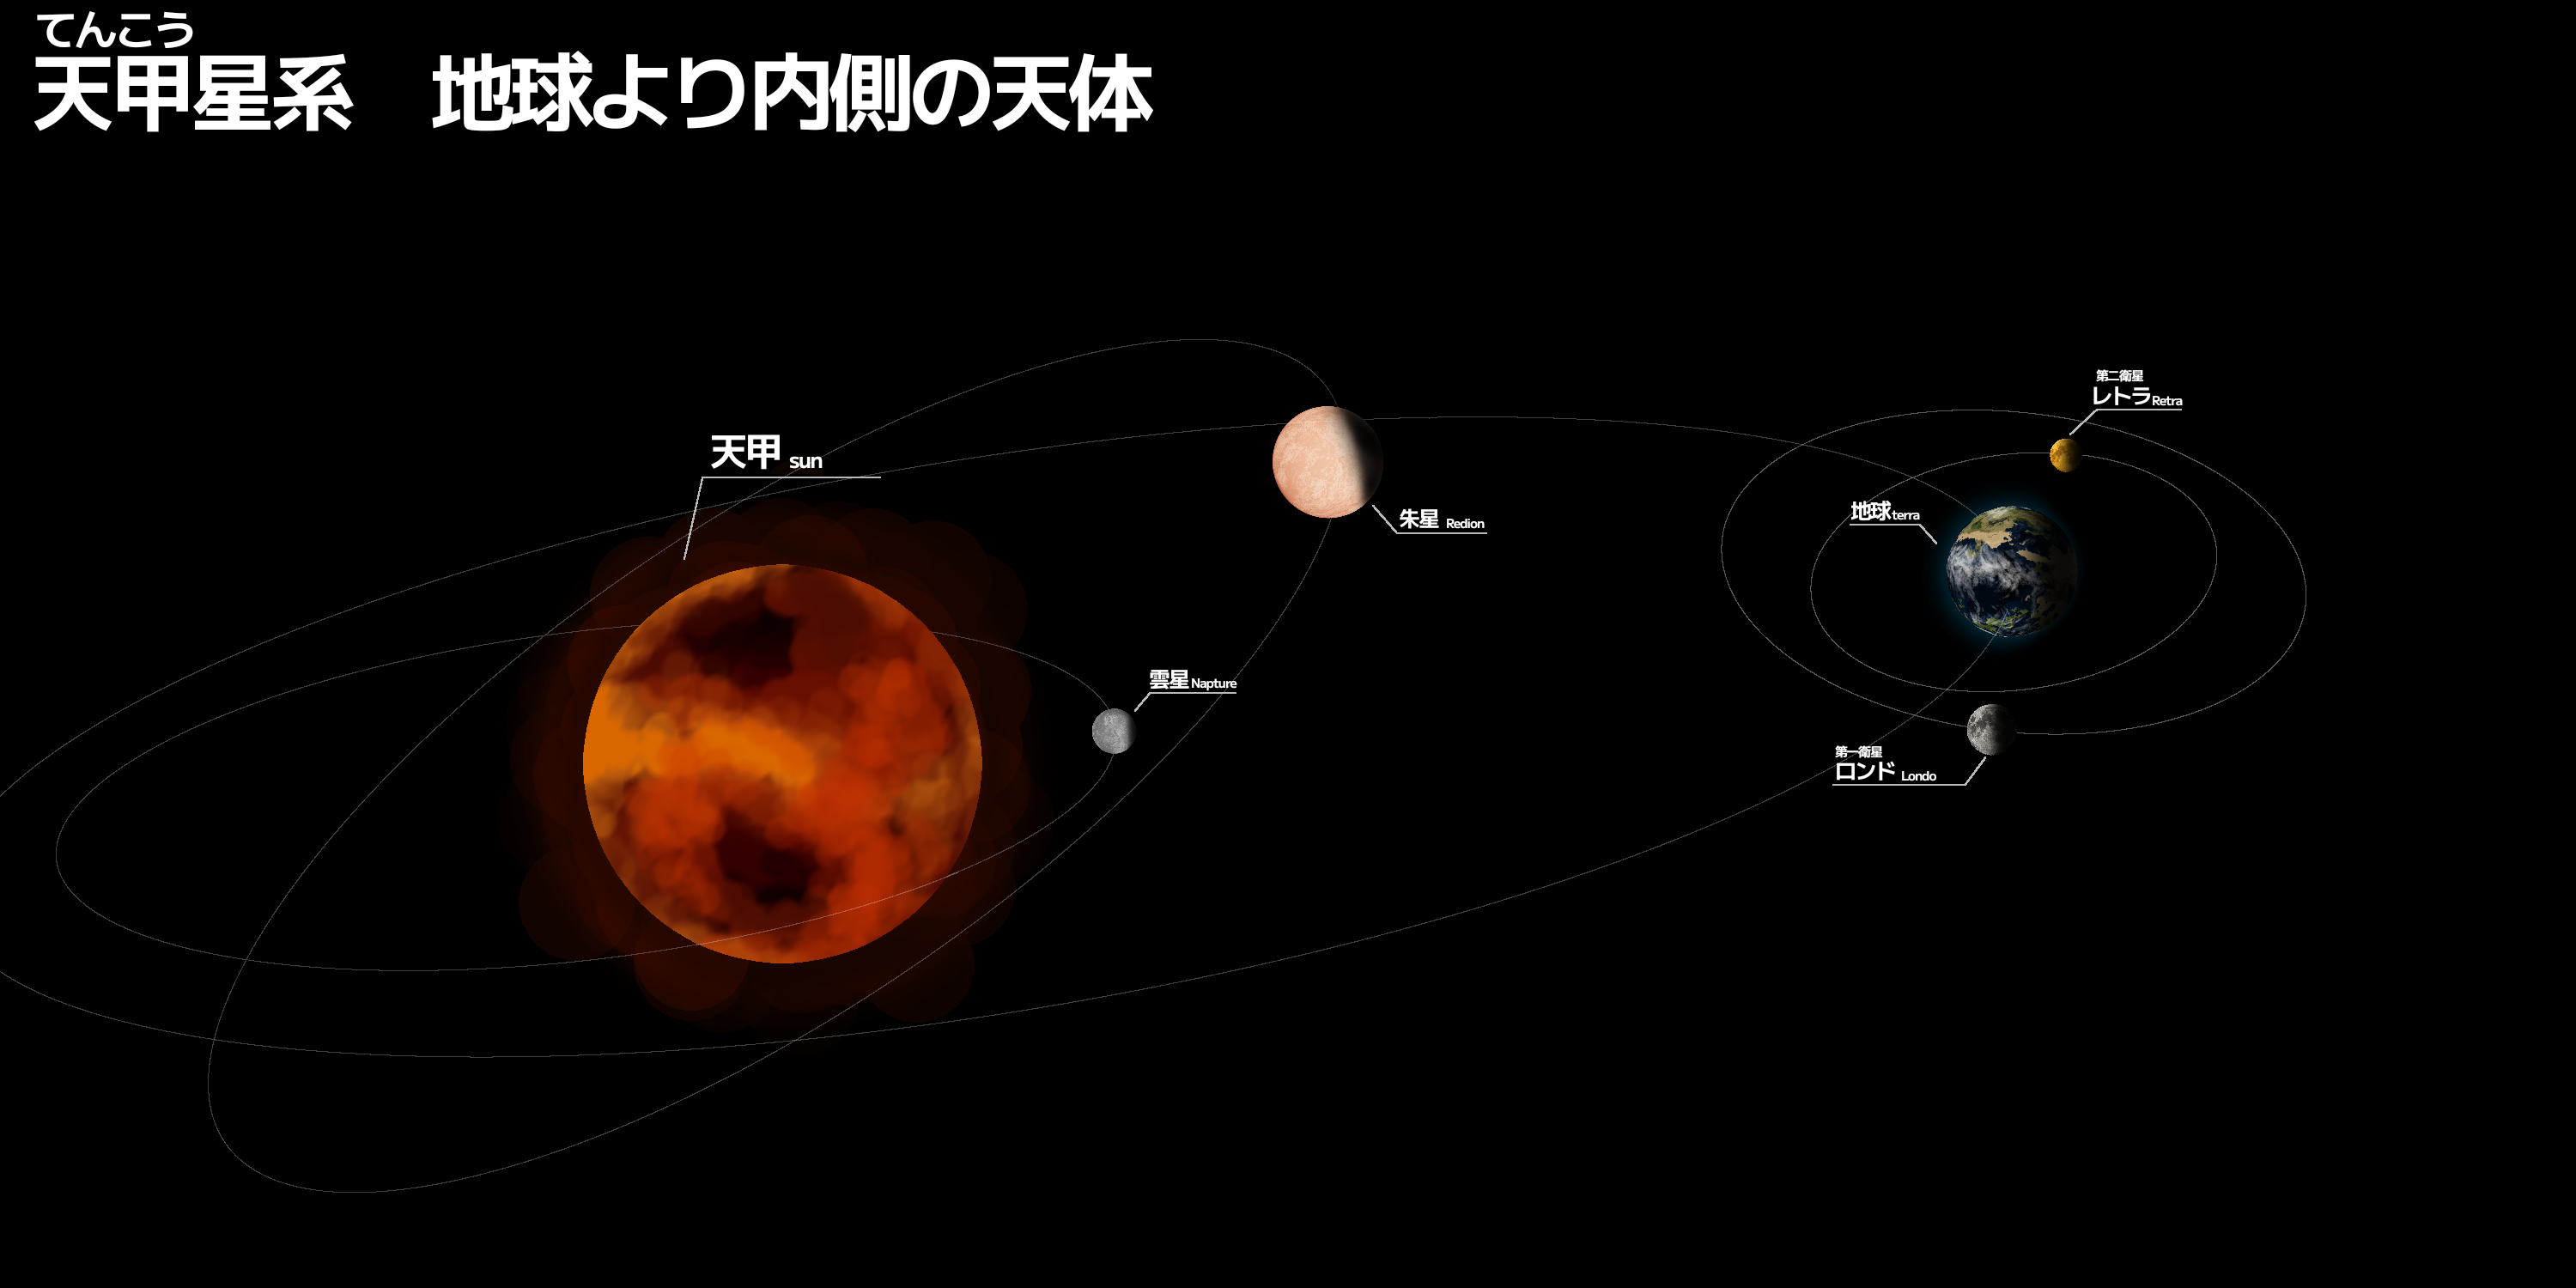 てんこう
天甲星系　地球より内側の天体
第二衛星
レトラ Retra
天甲 sun
地球 terra
朱星 Redion
雲星 Napture
第一衛星
ロンド Londo